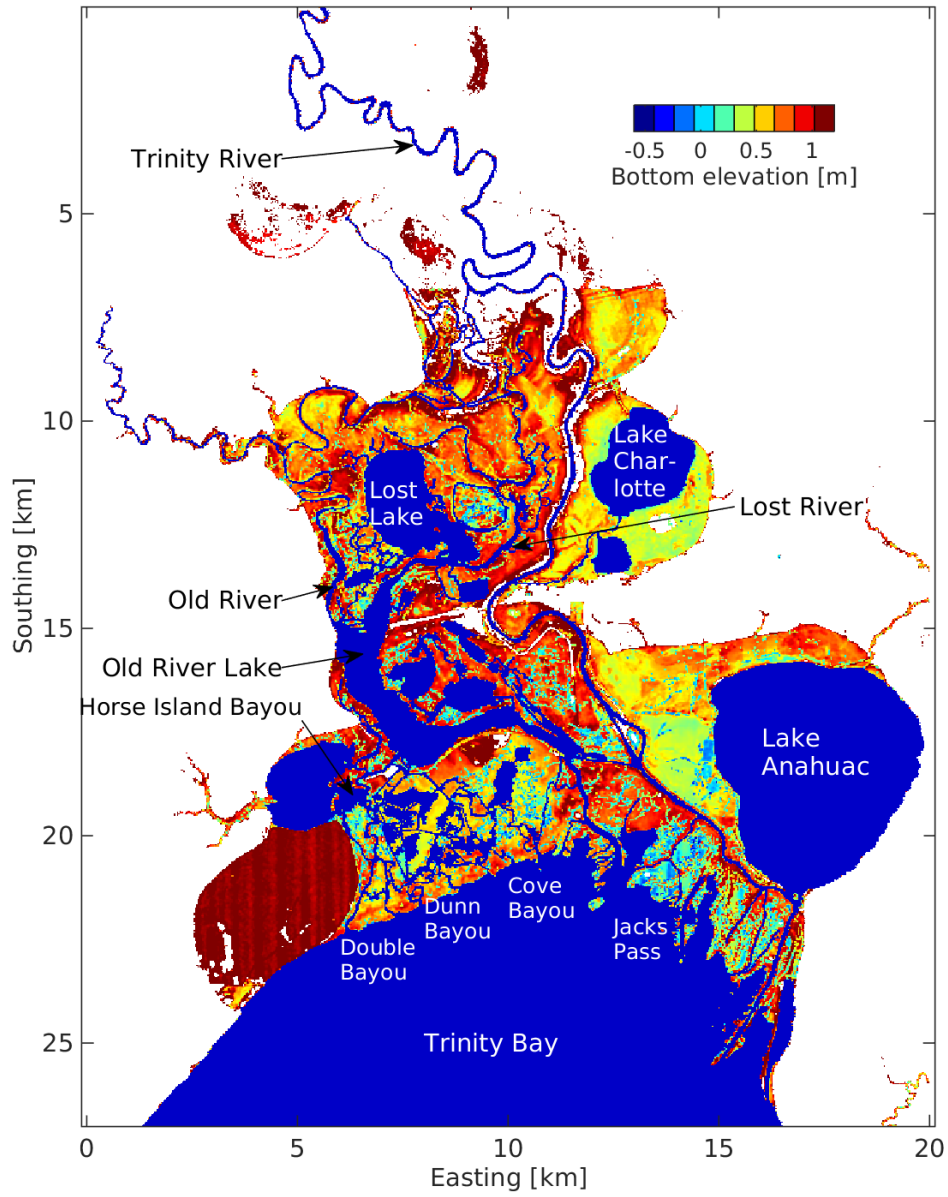 Trinity River
-0.5 0 0.5 1
Bottom elevation [m]
5
10
Lake
Char-
lotte
Lost
Lake
Lost River
Southing [km]
Old River
15
Old River Lake
Horse Island Bayou
Lake
Anahuac
20
Cove
Bayou
Dunn
Bayou
Jacks
Pass
Double
Bayou
25
Trinity Bay
0 5 10 15 20
Easting [km]